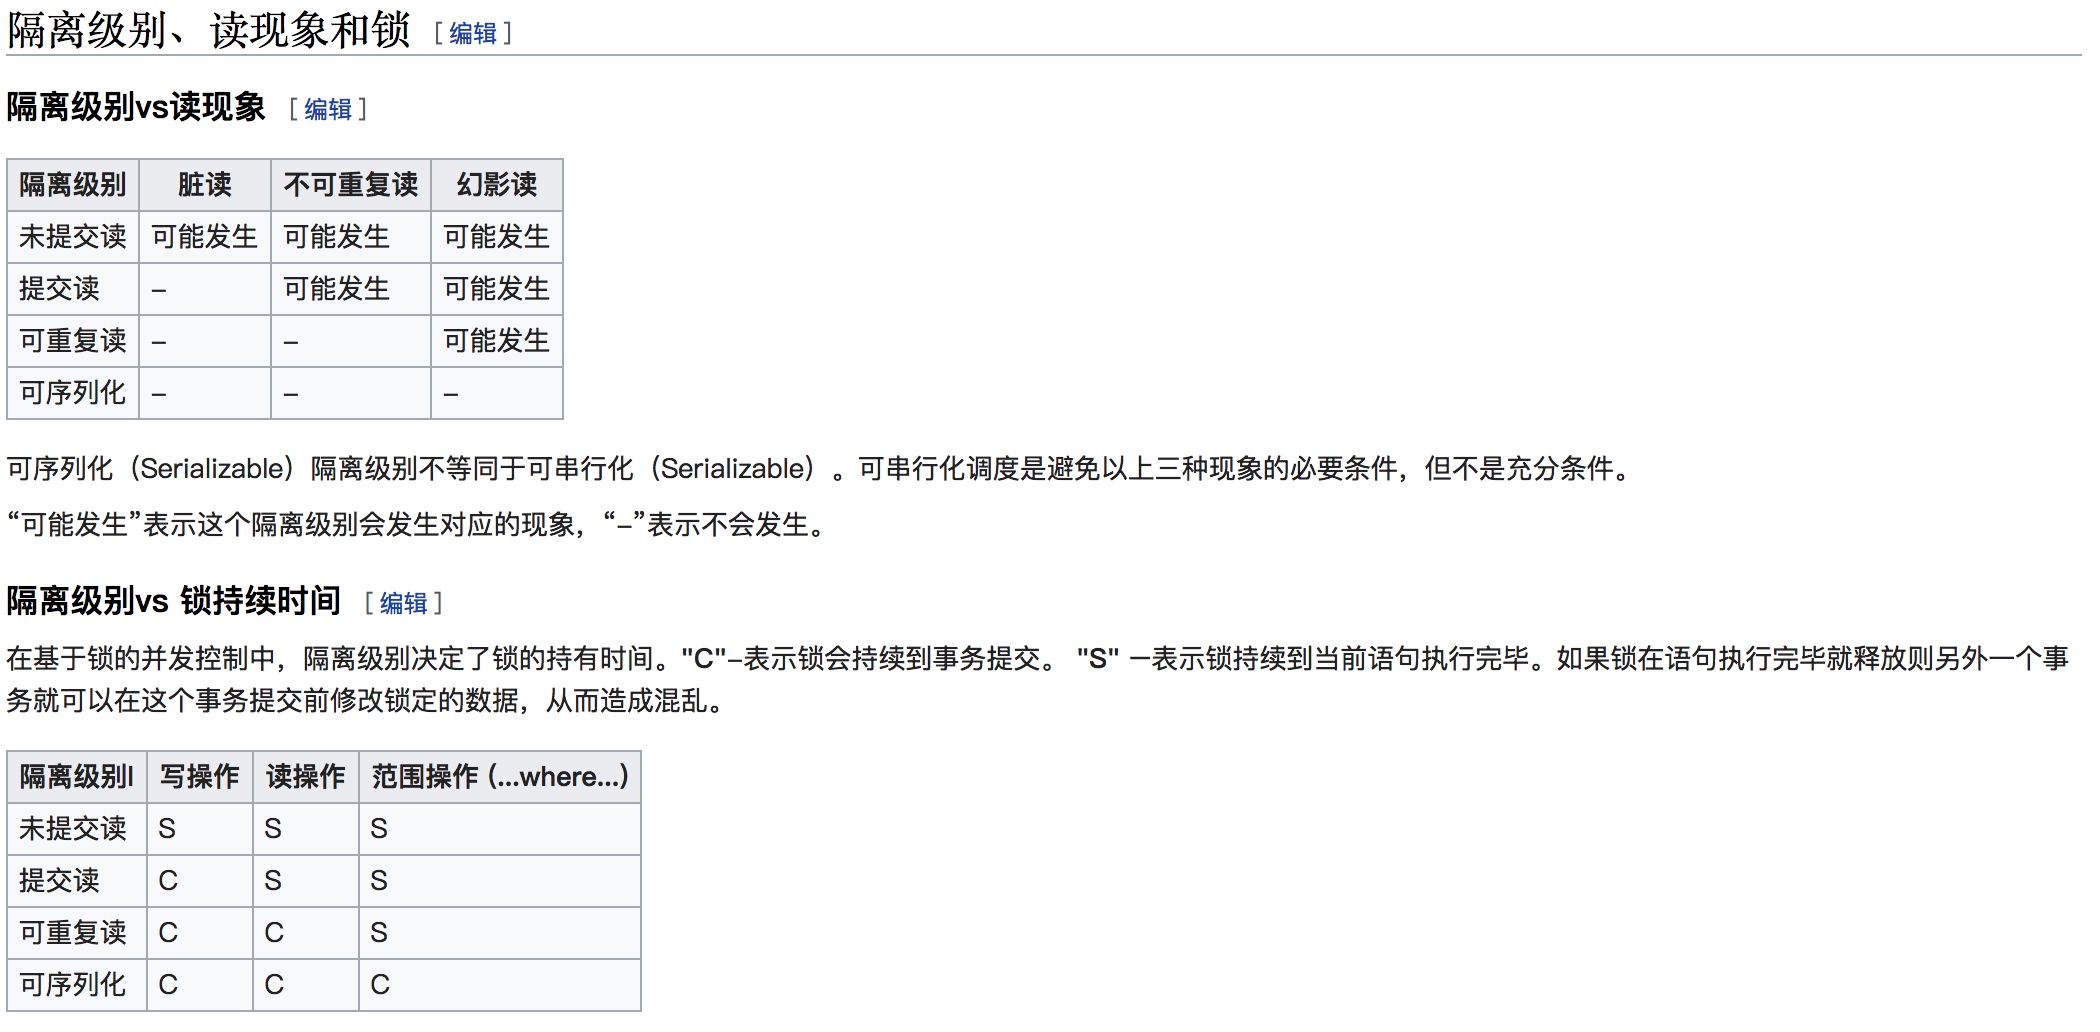 隔离级别、读现象和锁 [ 编辑 ]
隔离级别vs读现象 [ 编辑 ]
隔离级别 脏读 不可重复读 幻影读
未提交读 可能发生 可能发生 可能发生
提交读 – 可能发生 可能发生
可重复读 – – 可能发生
可序列化 – – –
可序列化（Serializable）隔离级别不等同于可串行化（Serializable）。可串行化调度是避免以上三种现象的必要条件，但不是充分条件。
“可能发生”表示这个隔离级别会发生对应的现象，“–”表示不会发生。
隔离级别vs 锁持续时间 [ 编辑 ]
在基于锁的并发控制中，隔离级别决定了锁的持有时间。"C"–表示锁会持续到事务提交。 "S" –表示锁持续到当前语句执行完毕。如果锁在语句执行完毕就释放则另外一个事
务就可以在这个事务提交前修改锁定的数据，从而造成混乱。
隔离级别l 写操作 读操作 范围操作 (...where...)
未提交读 S S S
提交读 C S S
可重复读 C C S
可序列化 C C C